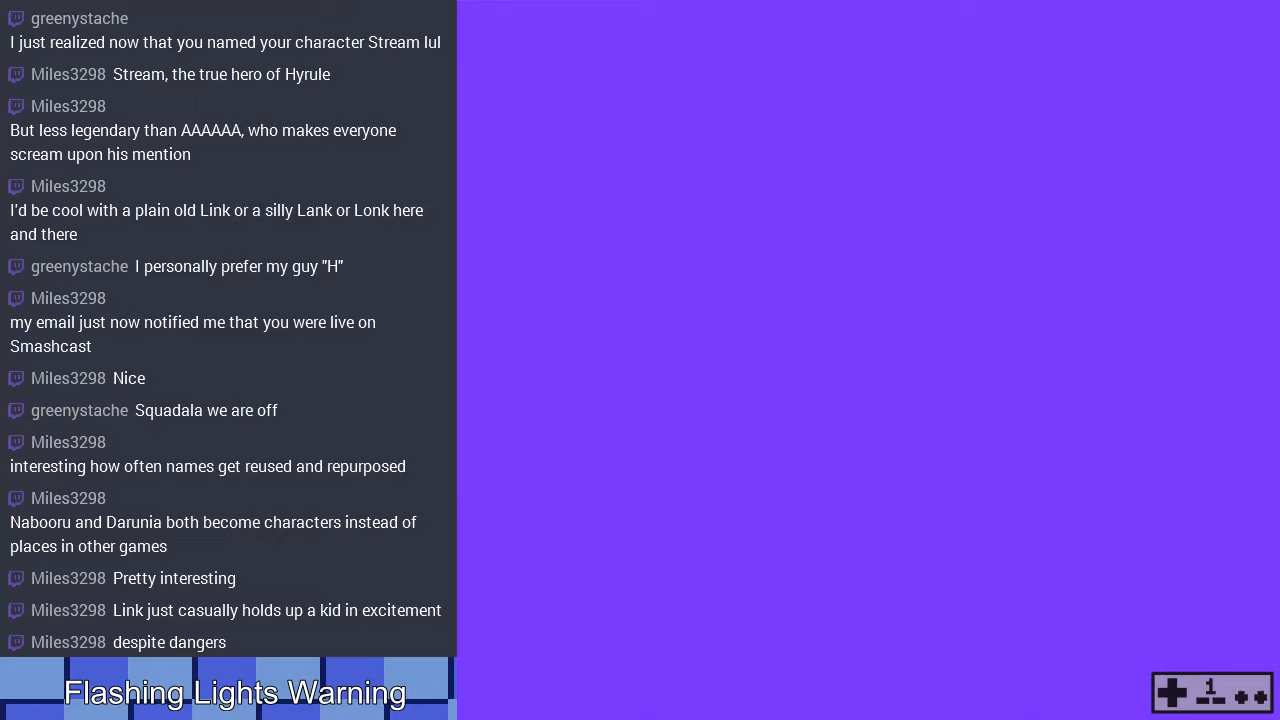 greenystache
I just realized now that you named your character Stream lul
Miles3298 Stream, the true hero of Hyrule
Miles3298
But less legendary than AAAAAA, who makes everyone
scream upon his mention
Miles3298
I'd be cool with a plain old Link or a silly Lank or Lonk here
and there
greenystache I personally prefer my guy "H"
Miles3298
my email just now notified me that you were live on
Smashcast
Miles3298 Nice
greenystache Squadala we are off
Miles3298
interesting how often names get reused and repurposed
Miles3298
Nabooru and Darunia both become characters instead of
places in other games
Miles3298 Pretty interesting
Miles3298 Link just casually holds up a kid in excitement
Miles3298 despite dangers
Flashing Lights Warning
1